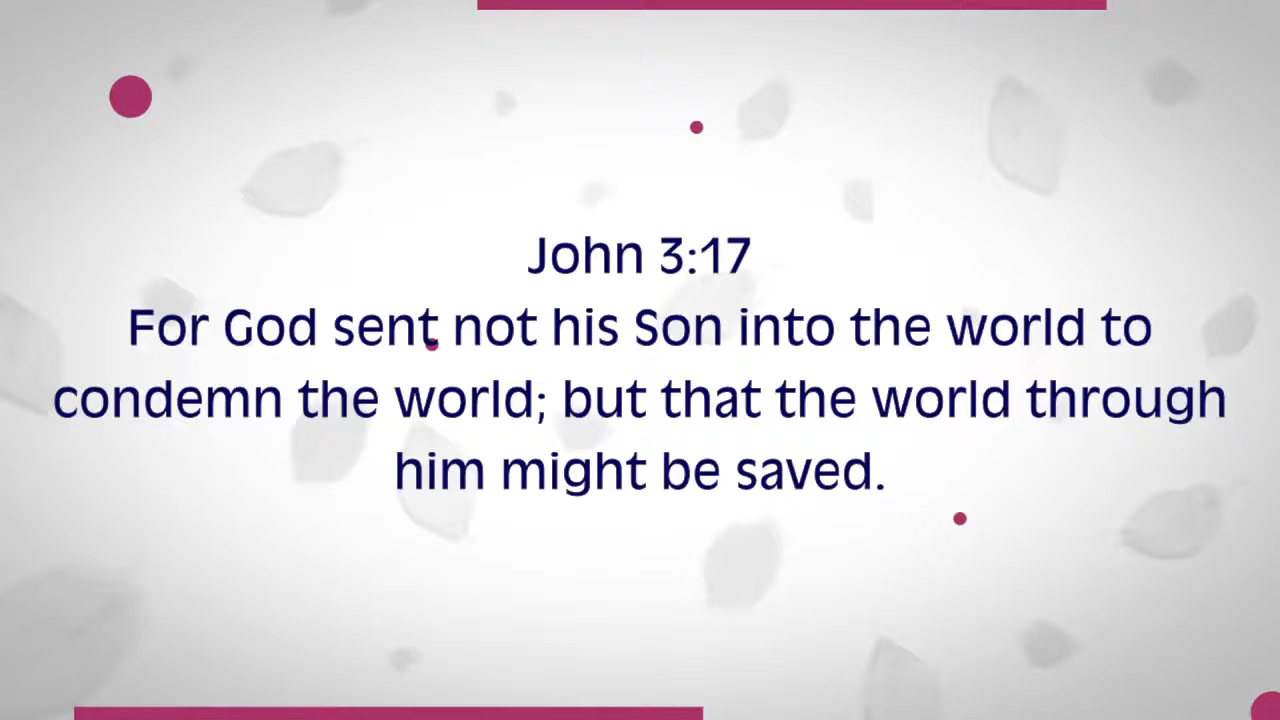 John 3:17
For God sent not his Son into the world to
condemn the world; but that the world through
him might be saved.